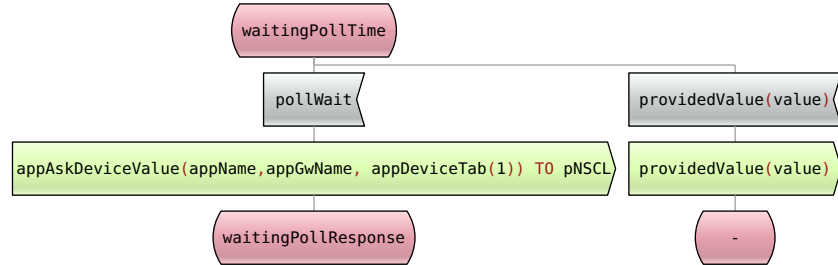 waitingPollTime
pollWait
providedValue(value)
appAskDeviceValue(appName,appGwName, appDeviceTab(1)) TO pNSCL
providedValue(value)
waitingPollResponse
-